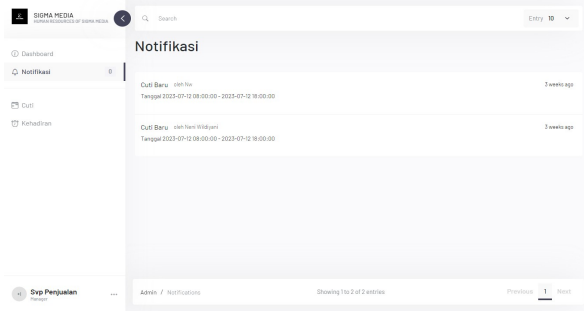 SIGMA MEDIA
HUMAN RESOURCES OF SIGMA MEDIA
Search
Entry 10
Notifikasi
Dashboard
Notifikasi 0
Cuti
Kehadiran
Cuti Baru oleh Nw 3 weeks ago
Tanggal 2023-07-12 08:00:00 - 2023-07-12 18:00:00
Cuti Baru oleh Neni Wildiyani 3 weeks ago
Tanggal 2023-07-12 08:00:00 - 2023-07-12 18:00:00
Svp Penjualan
Manager
Admin / Notifications
Showing 1 to 2 of 2 entries
Previous 1 Next